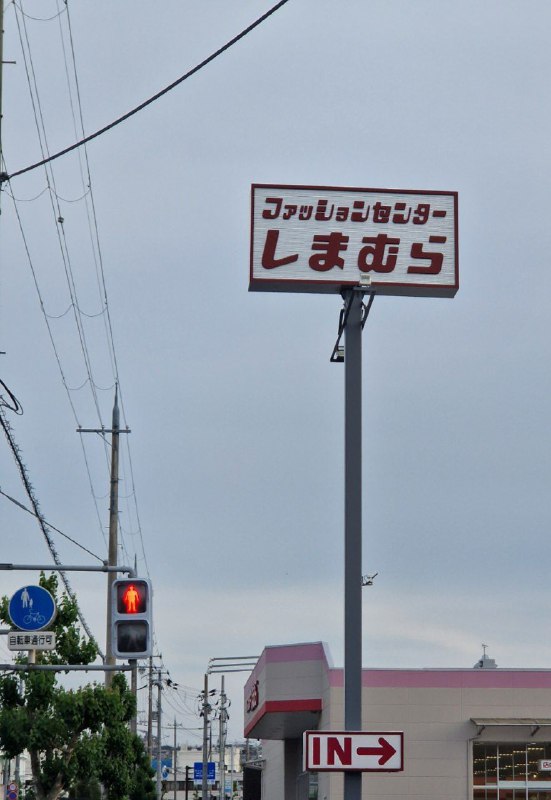 ファッションセンター
しまむら
自転車通行可
IN→